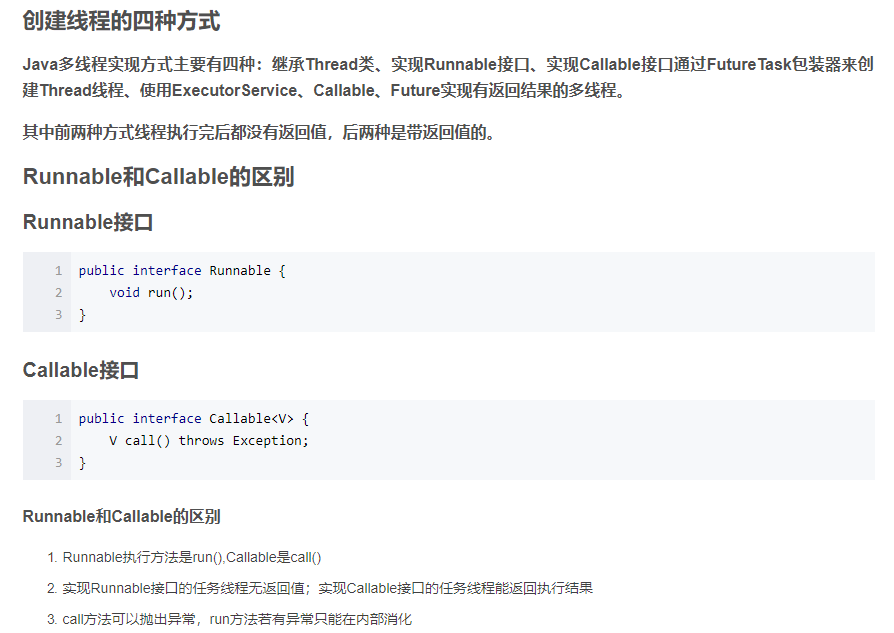 创建线程的四种方式
Java多线程实现方式主要有四种：继承Thread类、实现Runnable接口、实现Callable接口通过FutureTask包装器来创
建Thread线程、使用ExecutorService、Callable、Future实现有返回结果的多线程。
其中前两种方式线程执行完后都没有返回值，后两种是带返回值的。
Runnable和Callable的区别
Runnable接口
1 public interface Runnable {
2     void run();
3 }
Callable接口
1 public interface Callable<V> {
2     V call() throws Exception;
3 }
Runnable和Callable的区别
1. Runnable执行方法是run(),Callable是call()
2. 实现Runnable接口的任务线程无返回值；实现Callable接口的任务线程能返回执行结果
3. call方法可以抛出异常，run方法若有异常只能在内部消化